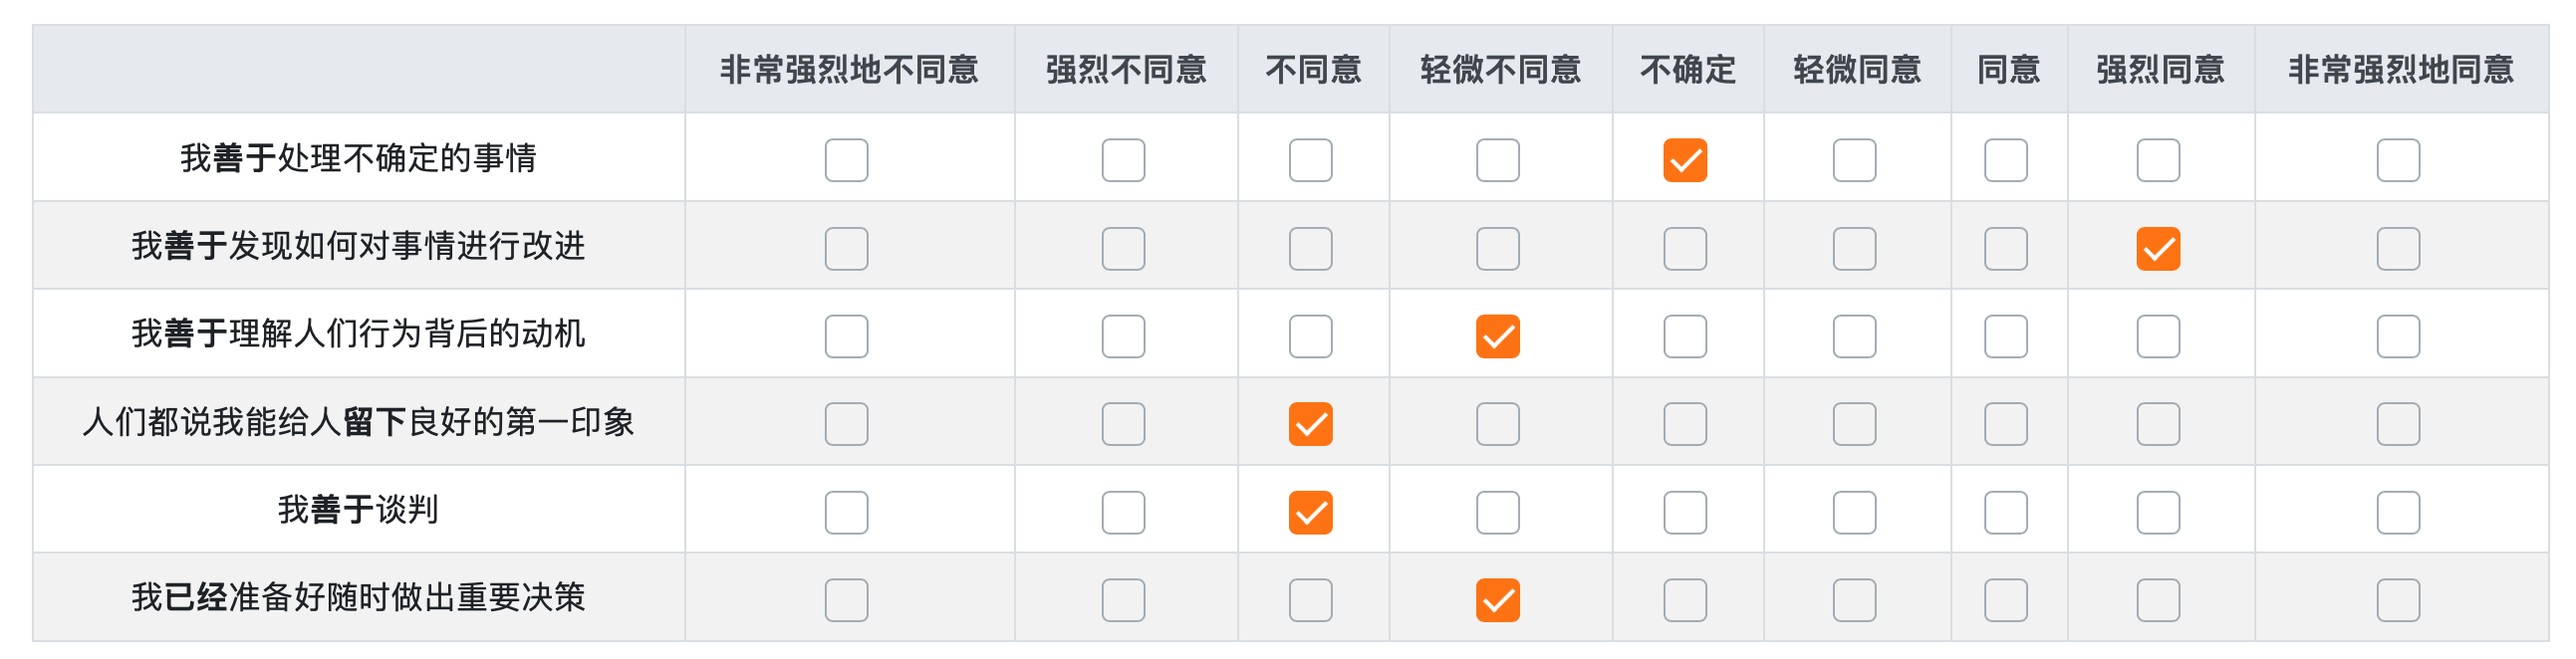 非常强烈地不同意 强烈不同意 不同意 轻微不同意 不确定 轻微同意 同意 强烈同意 非常强烈地同意
我善于处理不确定的事情
我善于发现如何对事情进行改进
我善于理解人们行为背后的动机
人们都说我能给人留下良好的第一印象
我善于谈判
我已经准备好随时做出重要决策